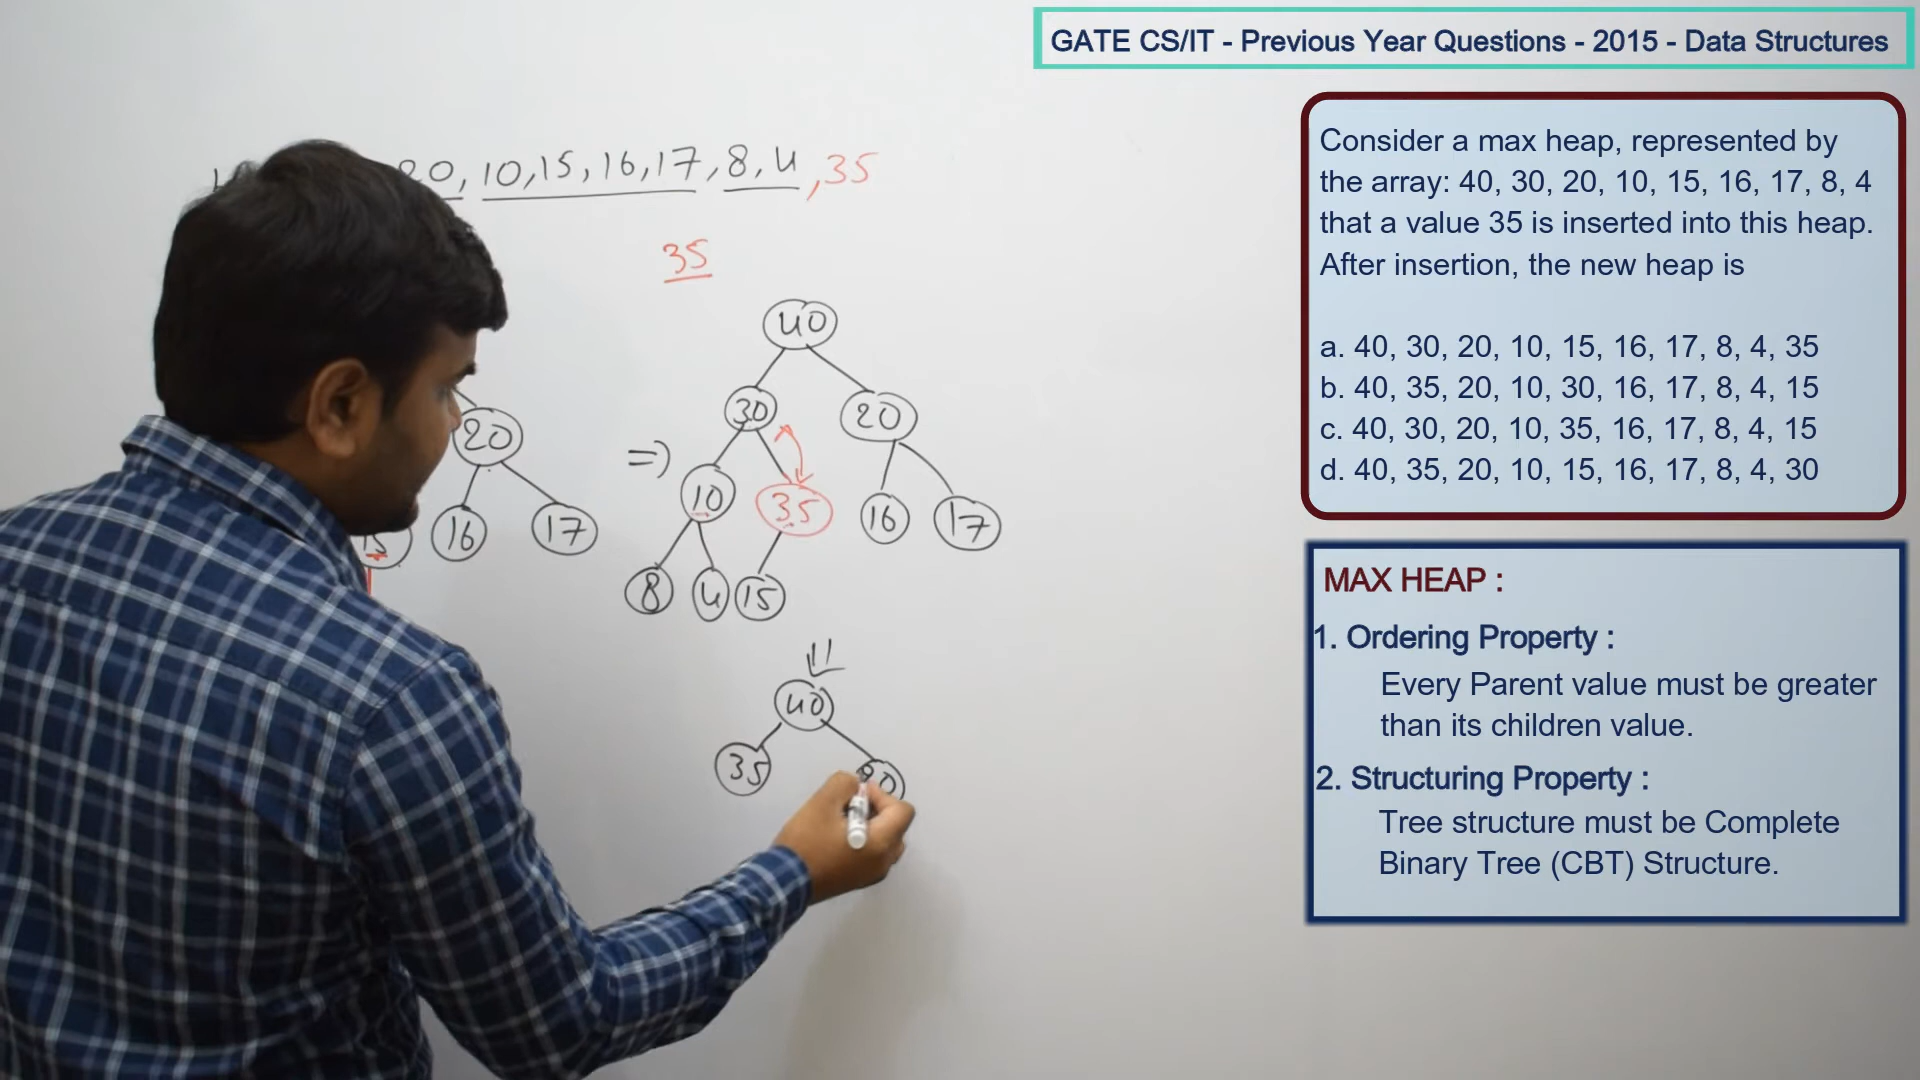 GATE CS/IT - Previous Year Questions - 2015 - Data Structures
Consider a max heap, represented by
the array: 40, 30, 20, 10, 15, 16, 17, 8, 4
that a value 35 is inserted into this heap.
After insertion, the new heap is
a. 40, 30, 20, 10, 15, 16, 17, 8, 4, 35
b. 40, 35, 20, 10, 30, 16, 17, 8, 4, 15
c. 40, 30, 20, 10, 35, 16, 17, 8, 4, 15
d. 40, 35, 20, 10, 15, 16, 17, 8, 4, 30
MAX HEAP :
1. Ordering Property :
Every Parent value must be greater
than its children value.
2. Structuring Property :
Tree structure must be Complete
Binary Tree (CBT) Structure.
20, 10, 15, 16, 17, 8, 4, 35
35
20
15 16 17
=>
40
30 20
10 35 16 17
8 4 15
40
35